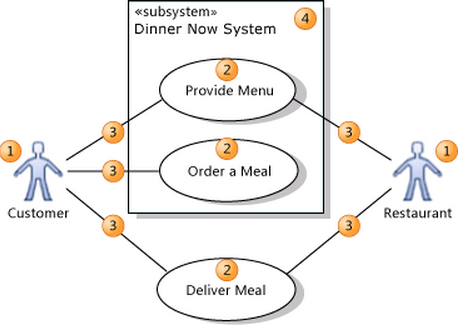 «subsystem»
Dinner Now System
4
2
Provide Menu
3
3
1
1
2
Order a Meal
3
Customer
Restaurant
3
3
2
Deliver Meal